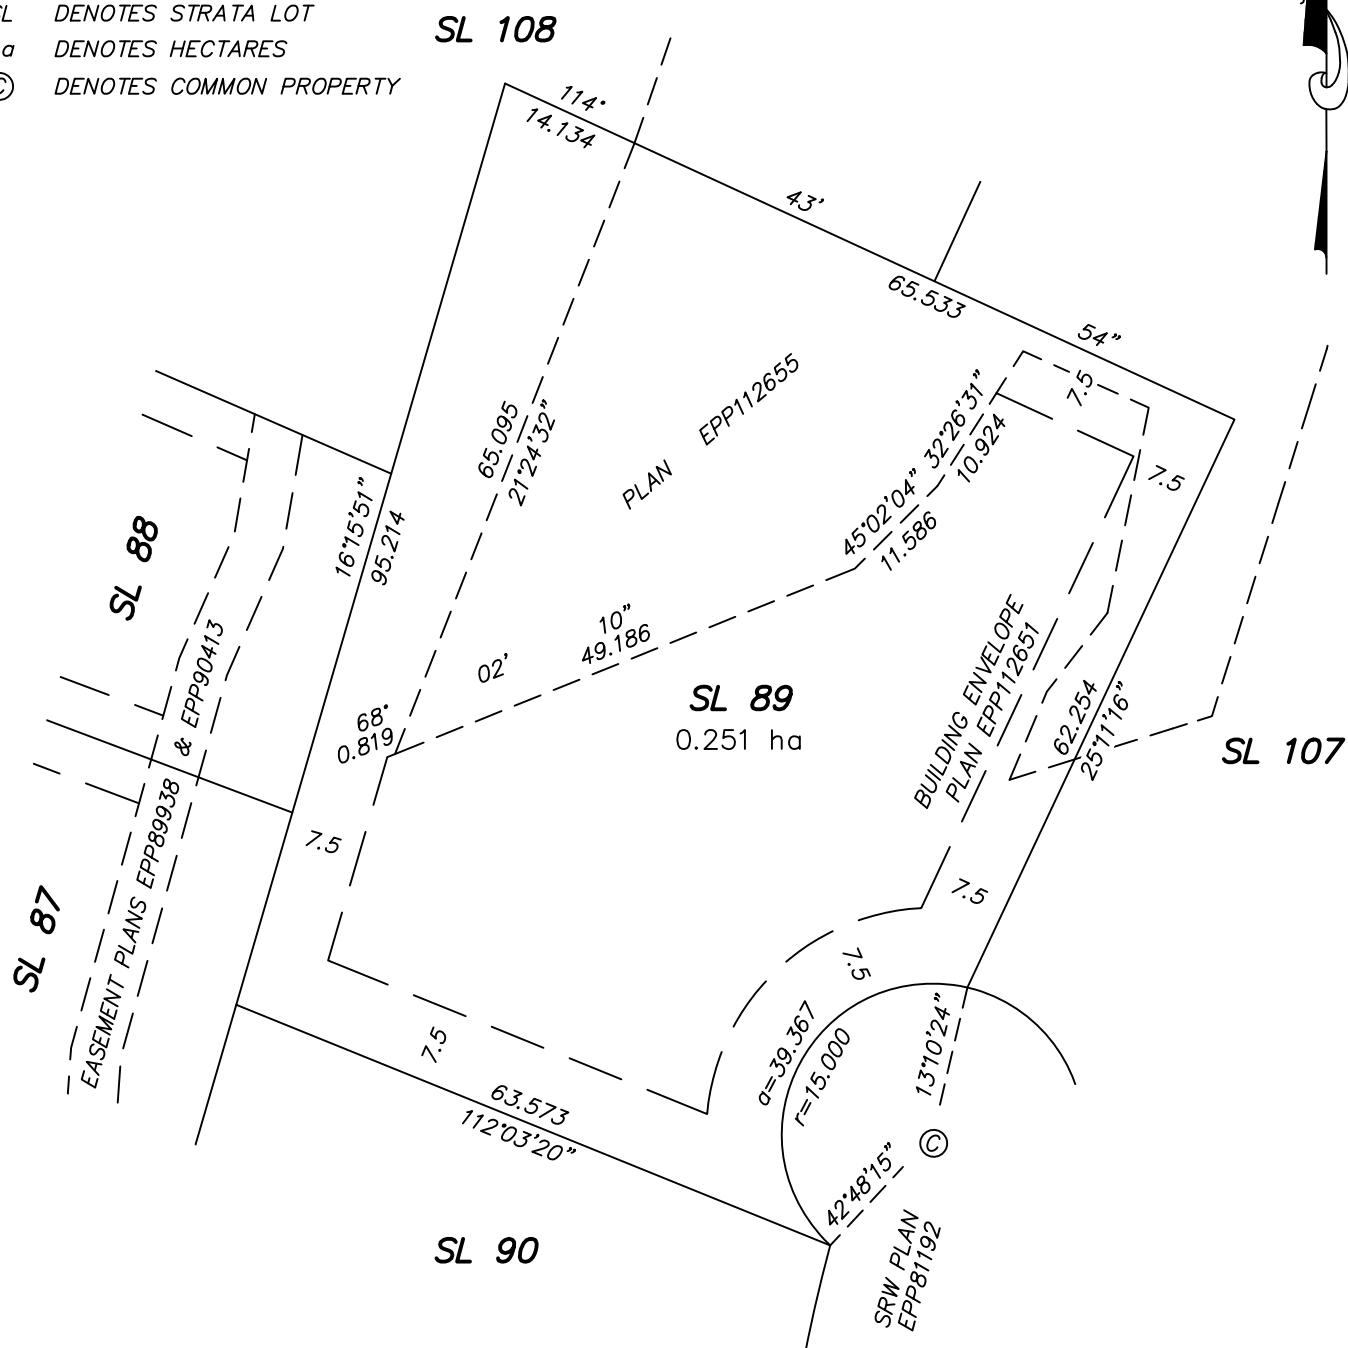 DENOTES STRATA LOT
DENOTES HECTARES
Ⓒ DENOTES COMMON PROPERTY
SL 108
114°
14.134
43'
65.533
54"
65.095
21°24'32"
PLAN EPP112655
32°26'31"
10.924
7.5
7.5
45°02'04"
11.586
16°15'51"
95.214
SL 88
10"
49.186
02'
68°
0.819
SL 89
0.251 ha
BUILDING ENVELOPE
PLAN EPP112651
62.254
25°11'16"
SL 107
EASEMENT PLANS EPP89938 & EPP90413
7.5
SL 87
7.5
7.5
7.5
a=39.367
r=15.000
13°10'24"
63.573
112°03'20"
Ⓒ
42°48'15"
SRW PLAN
EPP81192
SL 90